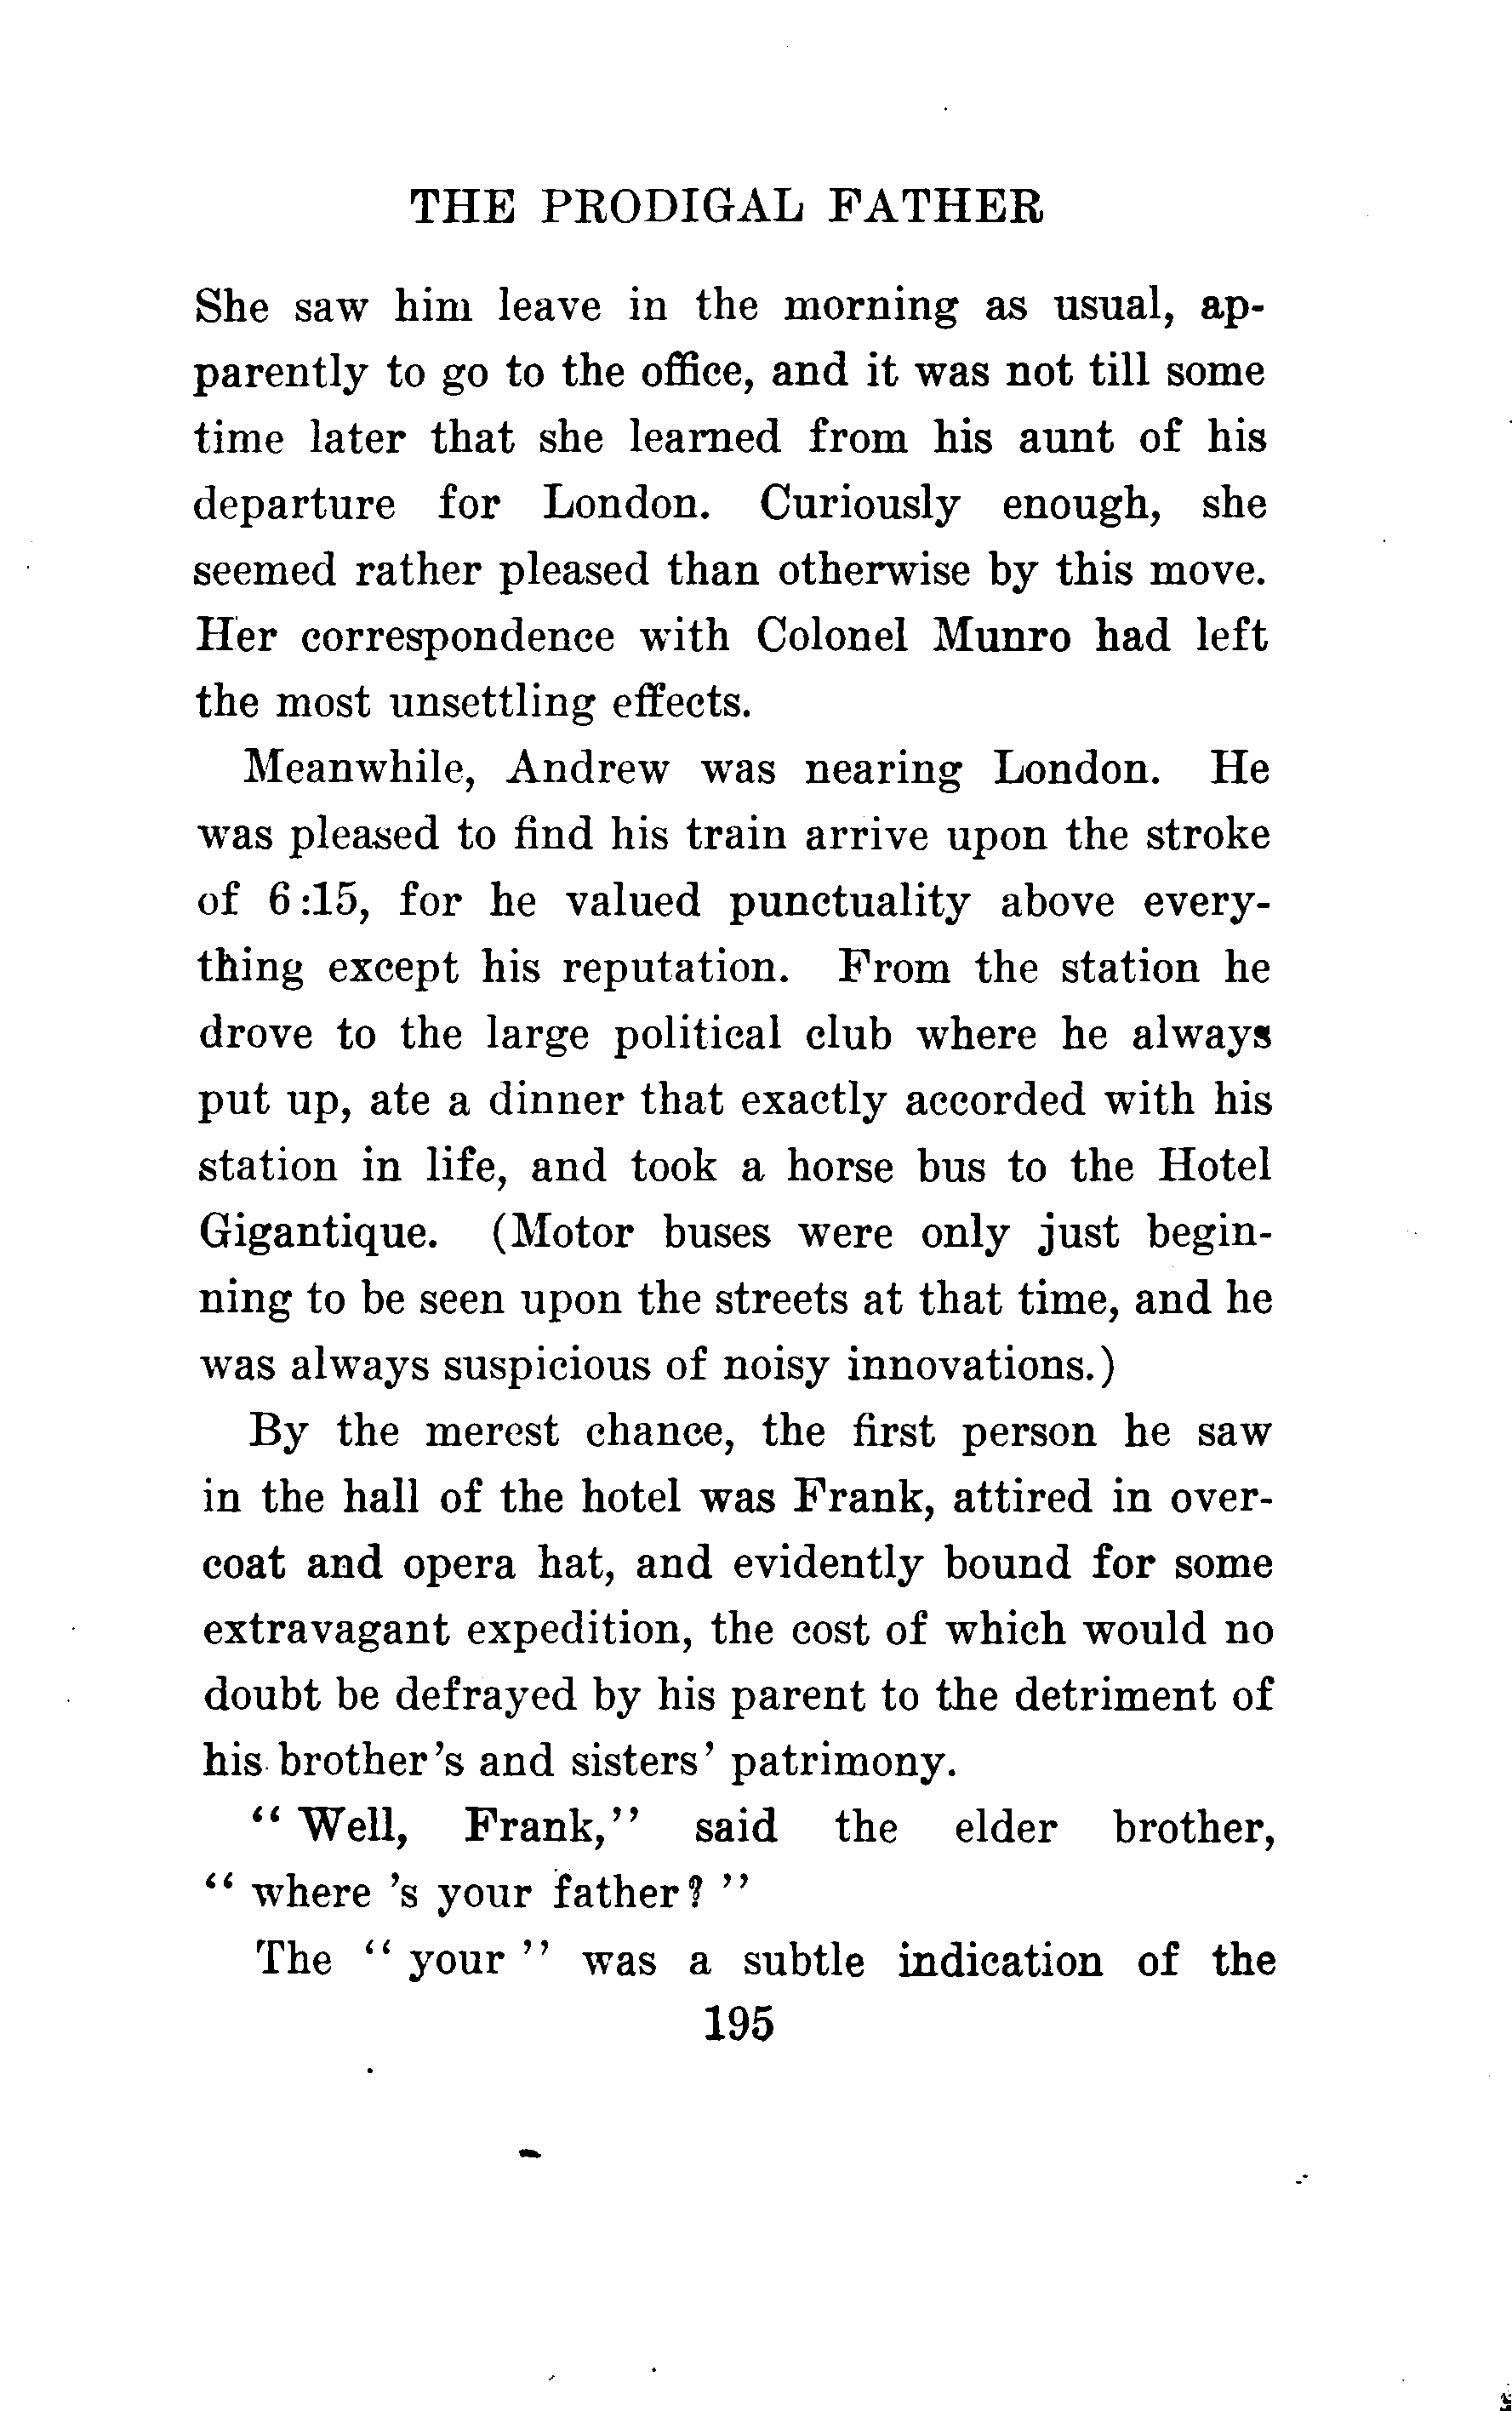 THE PRODIGAL FATHER
She saw him leave in the morning as usual, ap-
parently to go to the office, and it was not till some
time later that she learned from his aunt of his
departure for London. Curiously enough, she
seemed rather pleased than otherwise by this move.
Her correspondence with Colonel Munro had left
the most unsettling effects.
Meanwhile, Andrew was nearing London. He
was pleased to find his train arrive upon the stroke
of 6:15, for he valued punctuality above every-
thing except his reputation. From the station he
drove to the large political club where he always
put up, ate a dinner that exactly accorded with his
station in life, and took a horse bus to the Hotel
Gigantique. (Motor buses were only just begin-
ning to be seen upon the streets at that time, and he
was always suspicious of noisy innovations.)
By the merest chance, the first person he saw
in the hall of the hotel was Frank, attired in over-
coat and opera hat, and evidently bound for some
extravagant expedition, the cost of which would no
doubt be defrayed by his parent to the detriment of
his brother's and sisters' patrimony.
"Well, Frank," said the elder brother,
"where 's your father?"
The "your" was a subtle indication of the
195